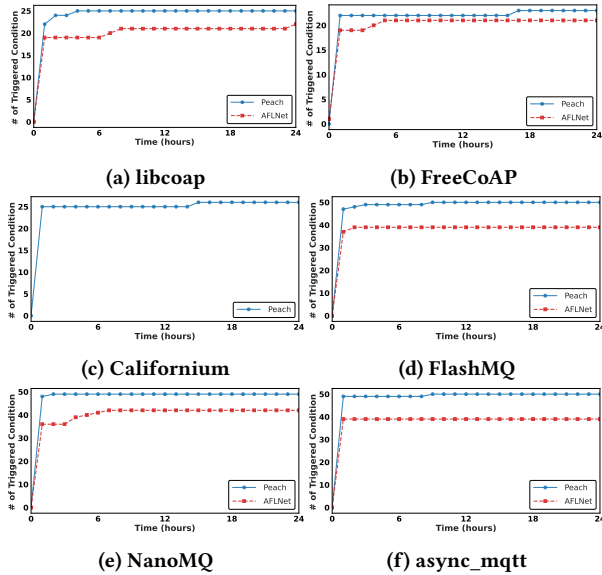 # of Triggered Condition
25
20
15
10
5
0
0 6 12 18 24
Time (hours)
Peach
AFLNet
(a) libcoap
# of Triggered Condition
20
15
10
5
0
0 6 12 18 24
Time (hours)
Peach
AFLNet
(b) FreeCoAP
# of Triggered Condition
25
20
15
10
5
0
0 6 12 18 24
Time (hours)
Peach
(c) Californium
# of Triggered Condition
50
40
30
20
10
0
0 6 12 18 24
Time (hours)
Peach
AFLNet
(d) FlashMQ
# of Triggered Condition
50
40
30
20
10
0
0 6 12 18 24
Time (hours)
Peach
AFLNet
(e) NanoMQ
# of Triggered Condition
50
40
30
20
10
0
0 6 12 18 24
Time (hours)
Peach
AFLNet
(f) async_mqtt